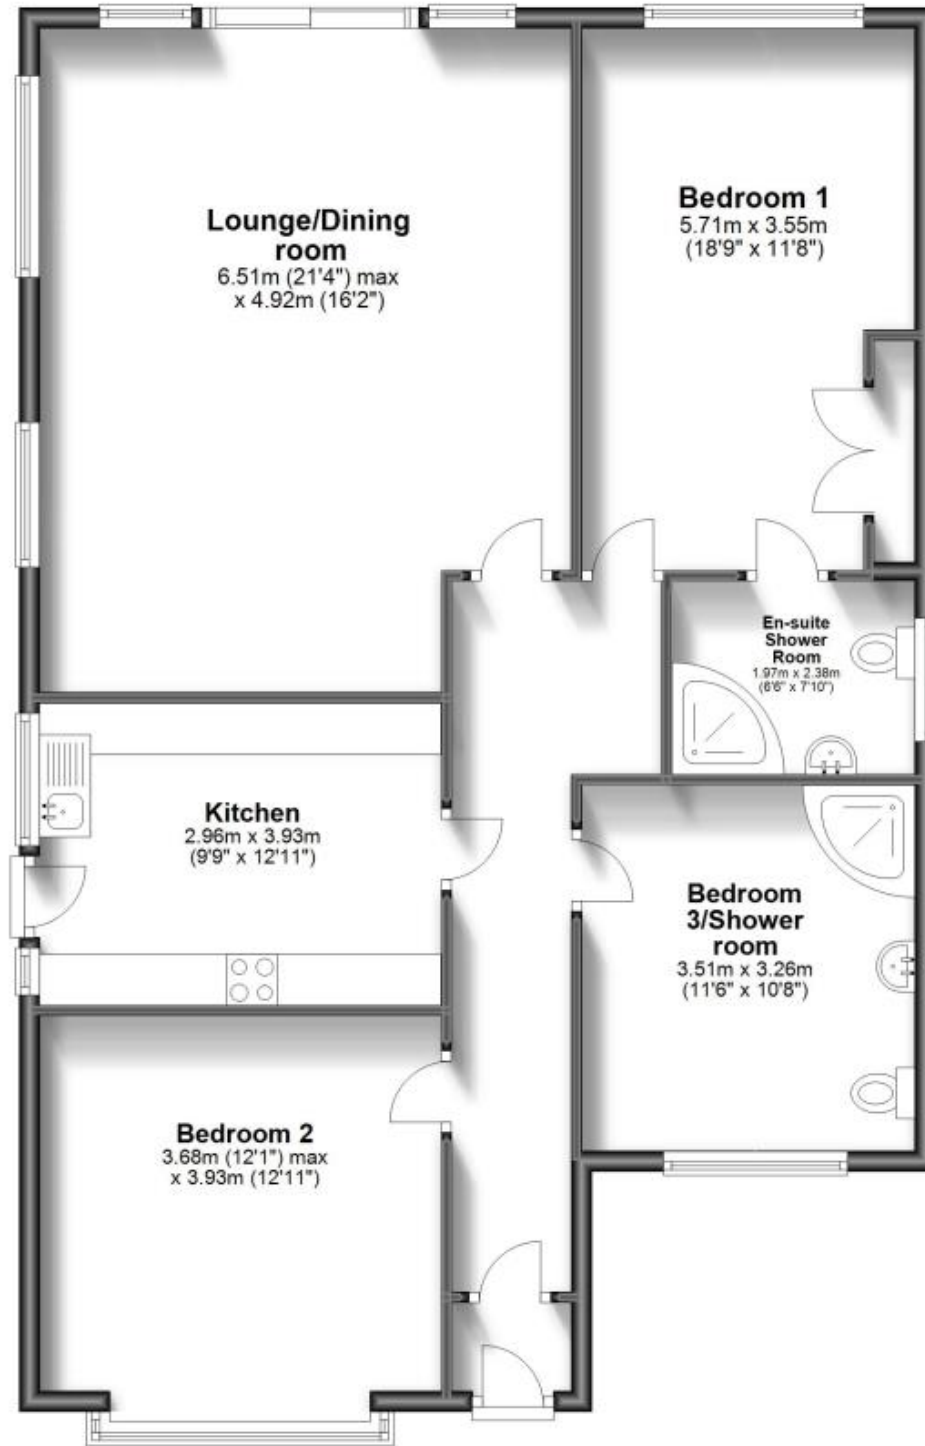 Lounge/Dining
room
6.51m (21'4") max
x 4.92m (16'2")
Bedroom 1
5.71m x 3.55m
(18'9" x 11'8")
En-suite
Shower
Room
1.97m x 2.38m
(6'6" x 7'10")
Kitchen
2.96m x 3.93m
(9'9" x 12'11")
Bedroom
3/Shower
room
3.51m x 3.26m
(11'6" x 10'8")
Bedroom 2
3.68m (12'1") max
x 3.93m (12'11")